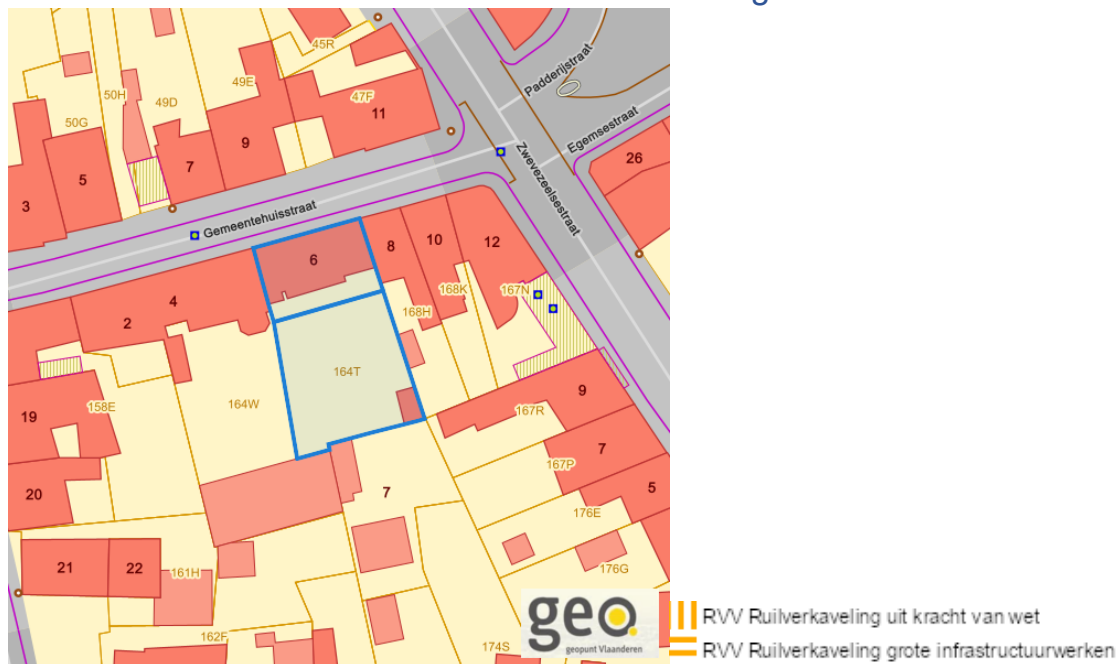 g
45R
Padderijstraat
50H
49D
49E
47F
11
50G
9
Egemsestraat
26
5
7
3
Zwevezeelsestraat
Gemeentehuisstraat
6
8
10
12
4
2
168K
167N
168H
164T
9
158E
164W
167R
19
7
167P
20
7
5
176E
21
22
161H
176G
162F
174S
geo.
geopunt Vlaanderen
RVV Ruilverkaveling uit kracht van wet
RVV Ruilverkaveling grote infrastructuurwerken